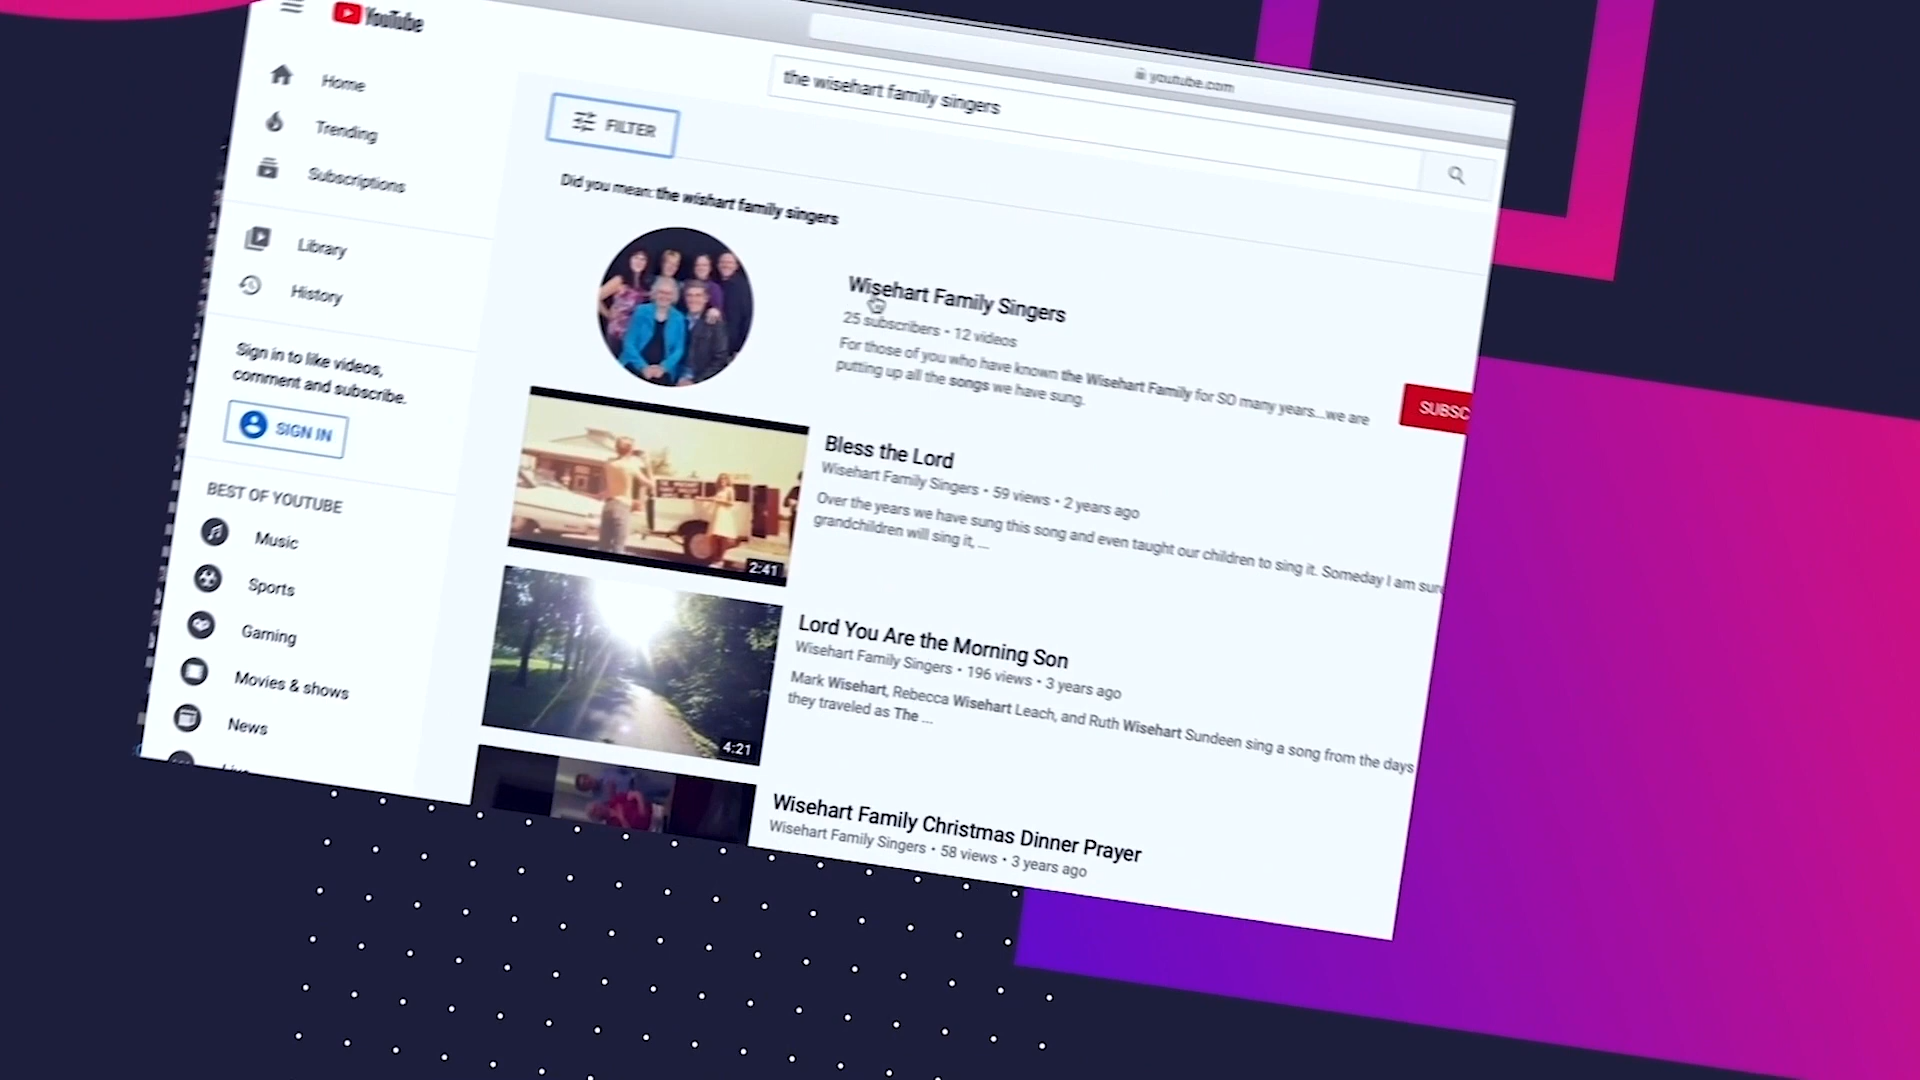 YouTube
youtube.com
the wisehart family singers
Home
Trending
Subscriptions
Library
History
Sign in to like videos,
comment and subscribe.
SIGN IN
BEST OF YOUTUBE
Music
Sports
Gaming
Movies & shows
News
FILTER
Did you mean: the wishart family singers
Wisehart Family Singers
25 subscribers • 12 videos
For those of you who have known the Wisehart Family for SO many years...we are
putting up all the songs we have sung.
SUBSC
Bless the Lord
Wisehart Family Singers • 59 views • 2 years ago
Over the years we have sung this song and even taught our children to sing it. Someday I am sure
grandchildren will sing it, ...
2:41
Lord You Are the Morning Son
Wisehart Family Singers • 196 views • 3 years ago
Mark Wisehart, Rebecca Wisehart Leach, and Ruth Wisehart Sundeen sing a song from the days
they traveled as The ...
4:21
Wisehart Family Christmas Dinner Prayer
Wisehart Family Singers • 58 views • 3 years ago